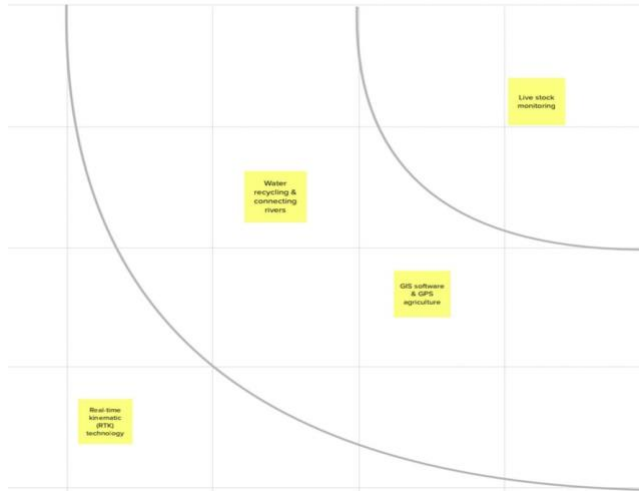 Live stock
monitoring
Water
recycling &
connecting
rivers
GIS software
& GPS
agriculture
Real-time
kinematic
(RTK)
technology